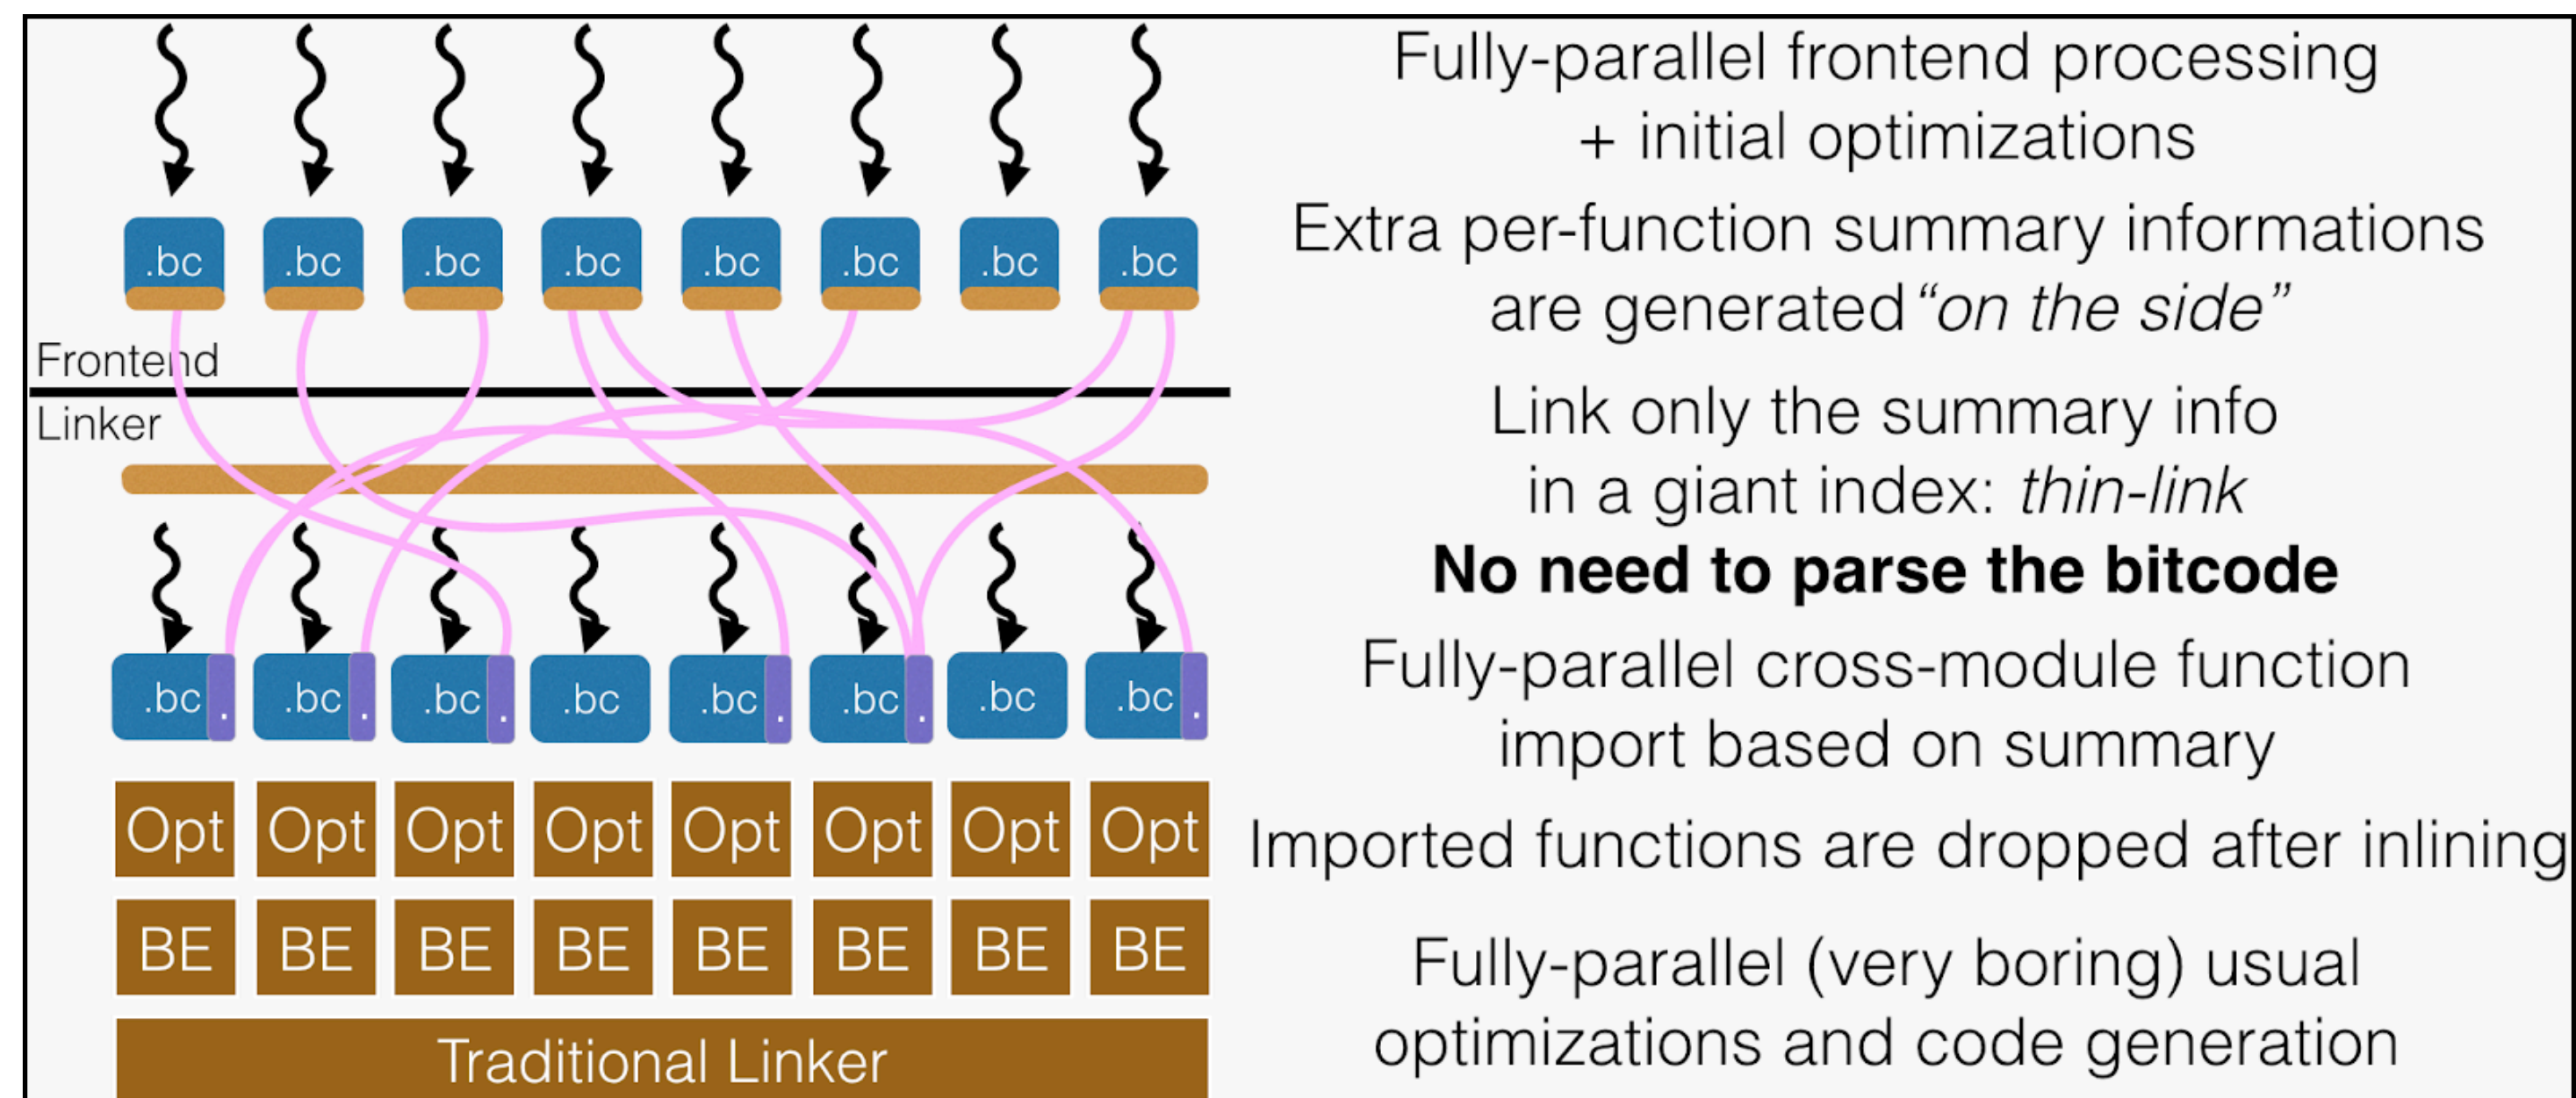 Fully-parallel frontend processing
+ initial optimizations
.bc .bc .bc .bc .bc .bc .bc .bc
Extra per-function summary informations
are generated “on the side”
Frontend
Linker
Link only the summary info
in a giant index: thin-link
No need to parse the bitcode
.bc . .bc . .bc . .bc .bc . .bc . .bc .bc .
Fully-parallel cross-module function
import based on summary
Opt Opt Opt Opt Opt Opt Opt Opt
Imported functions are dropped after inlining
BE BE BE BE BE BE BE BE
Fully-parallel (very boring) usual
optimizations and code generation
Traditional Linker